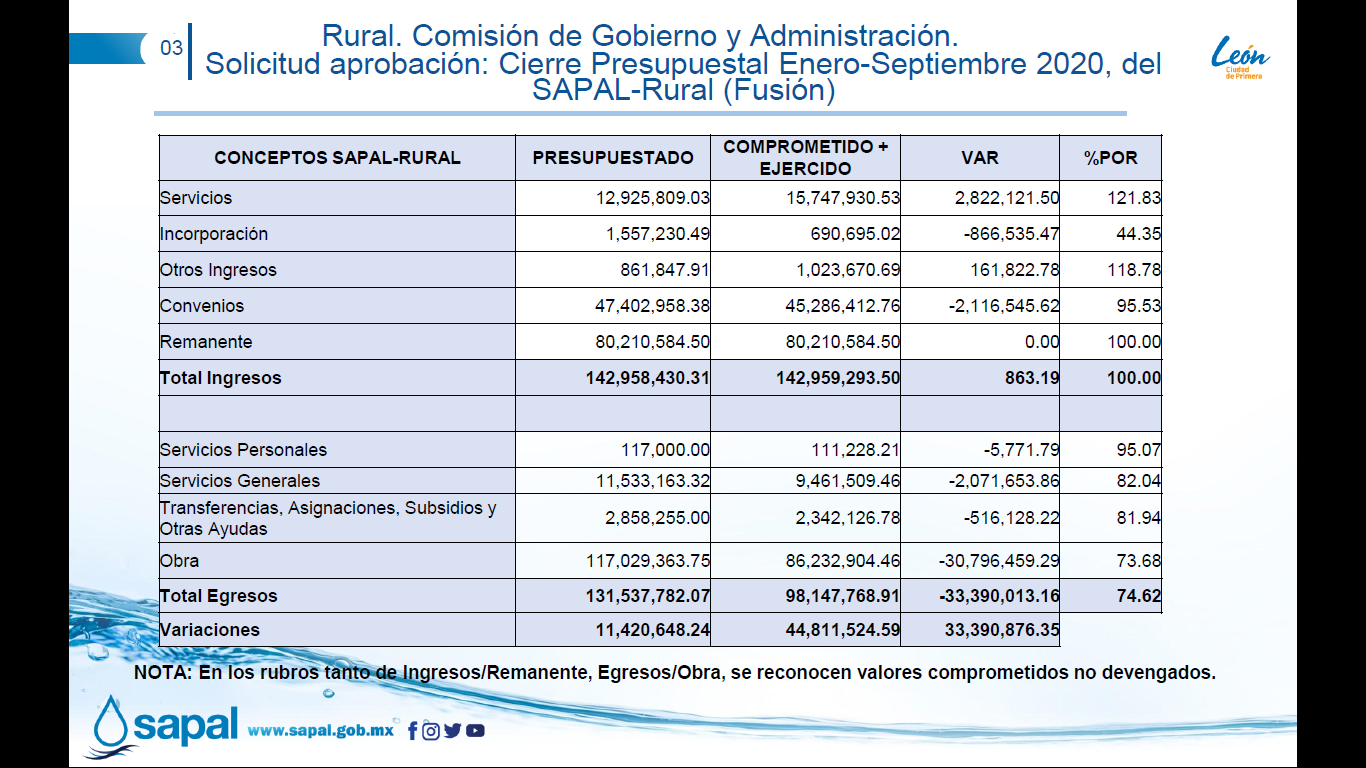 03
Rural. Comisión de Gobierno y Administración.
Solicitud aprobación: Cierre Presupuestal Enero-Septiembre 2020, del
SAPAL-Rural (Fusión)
León
Ciudad
de Primera
CONCEPTOS SAPAL-RURAL PRESUPUESTADO COMPROMETIDO + EJERCIDO VAR %POR
Servicios 12,925,809.03 15,747,930.53 2,822,121.50 121.83
Incorporación 1,557,230.49 690,695.02 -866,535.47 44.35
Otros Ingresos 861,847.91 1,023,670.69 161,822.78 118.78
Convenios 47,402,958.38 45,286,412.76 -2,116,545.62 95.53
Remanente 80,210,584.50 80,210,584.50 0.00 100.00
Total Ingresos 142,958,430.31 142,959,293.50 863.19 100.00
Servicios Personales 117,000.00 111,228.21 -5,771.79 95.07
Servicios Generales 11,533,163.32 9,461,509.46 -2,071,653.86 82.04
Transferencias, Asignaciones, Subsidios y
Otras Ayudas 2,858,255.00 2,342,126.78 -516,128.22 81.94
Obra 117,029,363.75 86,232,904.46 -30,796,459.29 73.68
Total Egresos 131,537,782.07 98,147,768.91 -33,390,013.16 74.62
Variaciones 11,420,648.24 44,811,524.59 33,390,876.35
NOTA: En los rubros tanto de Ingresos/Remanente, Egresos/Obra, se reconocen valores comprometidos no devengados.
sapal www.sapal.gob.mx